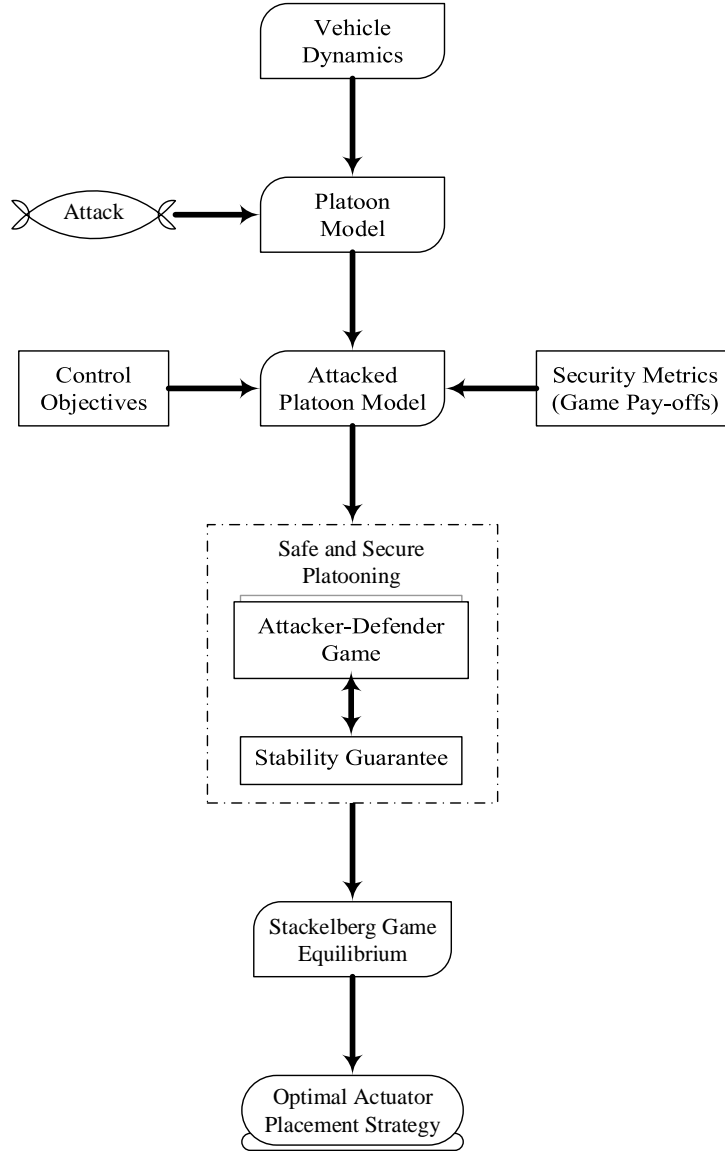 Vehicle
Dynamics
Attack
Platoon
Model
Control
Objectives
Attacked
Platoon Model
Security Metrics
(Game Pay-offs)
Safe and Secure
Platooning
Attacker-Defender
Game
Stability Guarantee
Stackelberg Game
Equilibrium
Optimal Actuator
Placement Strategy